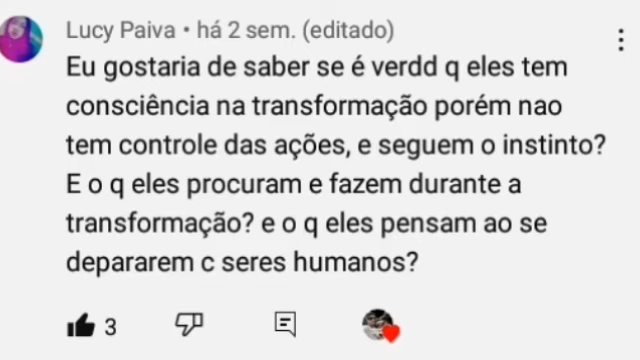 Lucy Paiva • há 2 sem. (editado)
Eu gostaria de saber se é verdd q eles tem
consciência na transformação porém nao
tem controle das ações, e seguem o instinto?
E o q eles procuram e fazem durante a
transformação? e o q eles pensam ao se
depararem c seres humanos?
3